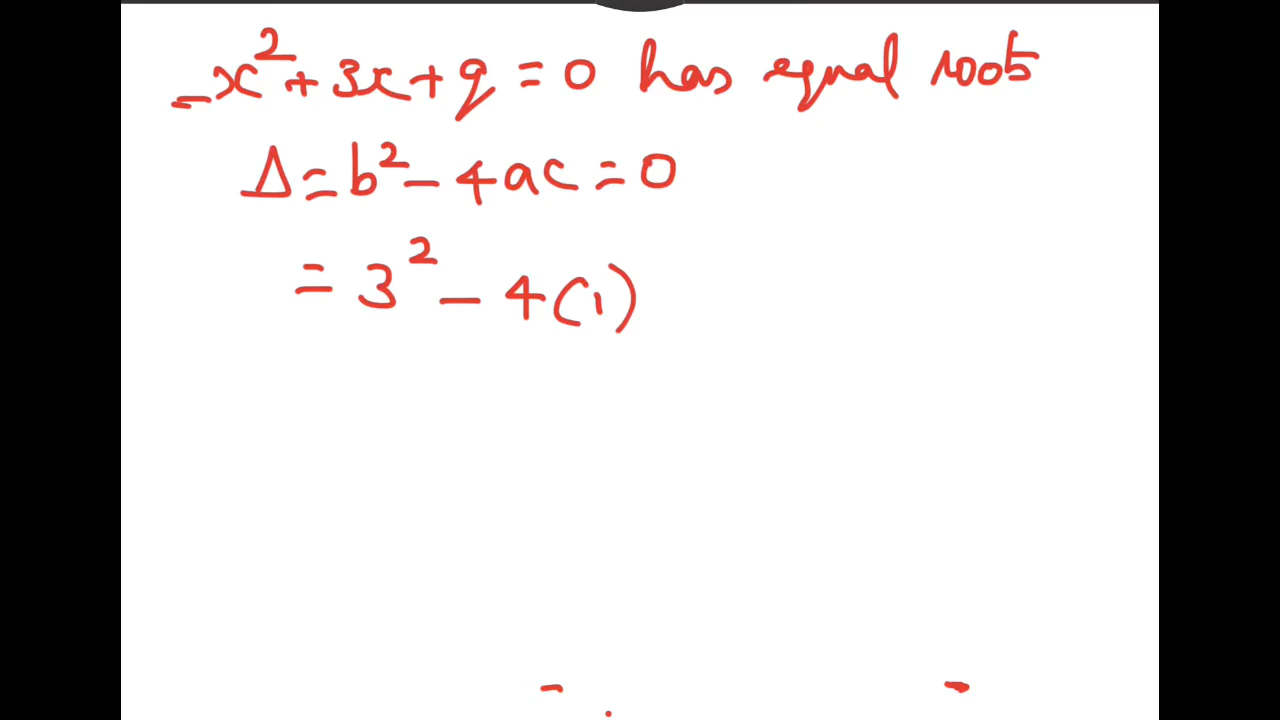 -x²+3x+q=0 has equal roots
Δ=b²-4ac=0
=3²-4(1)